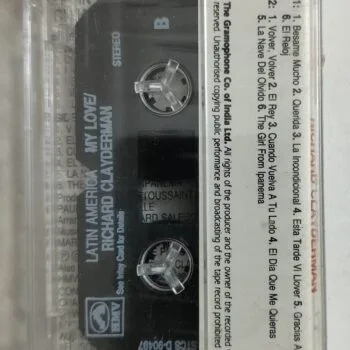 1: 1. Besame Mucho 2. Querida 3. La Incondicional 4. Esta Tarde Vi Llover 5. Gracias A
6. El Reloj
2: 1. Volver, Volver 2. El Rey 3. Cuando Vuelva A Tu Lado 4. El Dia Que Me Quieras
5. La Nave Del Olvido 6. The Girl From Ipanema
The Gramophone Co. of India Ltd. All rights of the producer and the owner of the recorded
reserved. Unauthorised copying public performance and broadcasting of the tape record prohibited
RICHARD CLAYDERMAN
STEREO
B
LATIN AMERICA MY LOVE/
RICHARD CLAYDERMAN
See Inlay Card for Details
HMV
IPANEMA
TOUSSAINT